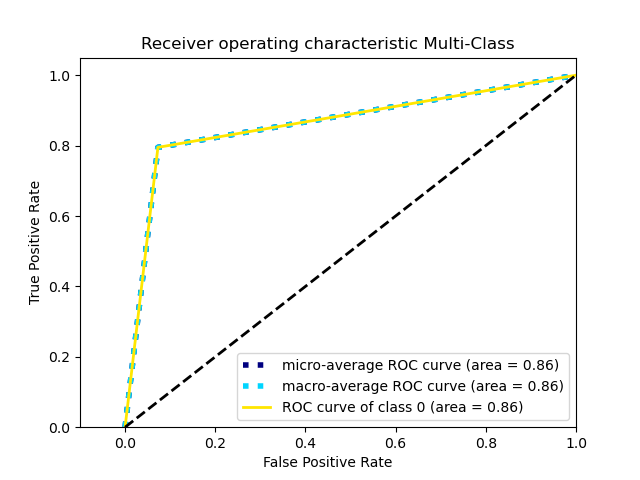 Receiver operating characteristic Multi-Class
True Positive Rate
1.0
0.8
0.6
0.4
0.2
0.0
micro-average ROC curve (area = 0.86)
macro-average ROC curve (area = 0.86)
ROC curve of class 0 (area = 0.86)
0.0 0.2 0.4 0.6 0.8 1.0
False Positive Rate